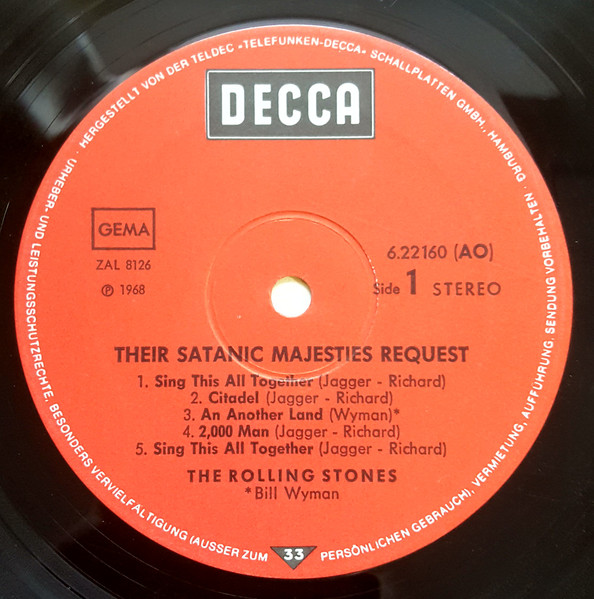 DECCA
GEMA
ZAL 8126
℗ 1968
6.22160 (AO)
Side 1 STEREO
THEIR SATANIC MAJESTIES REQUEST
1. Sing This All Together (Jagger - Richard)
2. Citadel (Jagger - Richard)
3. An Another Land (Wyman)*
4. 2,000 Man (Jagger - Richard)
5. Sing This All Together (Jagger - Richard)
THE ROLLING STONES
*Bill Wyman
33
URHEBER- UND LEISTUNGSSCHUTZRECHTE, BESONDERS VERVIELFÄLTIGUNG (AUSSER ZUM PERSÖNLICHEN GEBRAUCH), VERMIETUNG, AUFFÜHRUNG, SENDUNG VORBEHALTEN · HERGESTELLT VON DER TELDEC »TELEFUNKEN-DECCA« SCHALLPLATTEN GMBH., HAMBURG ·